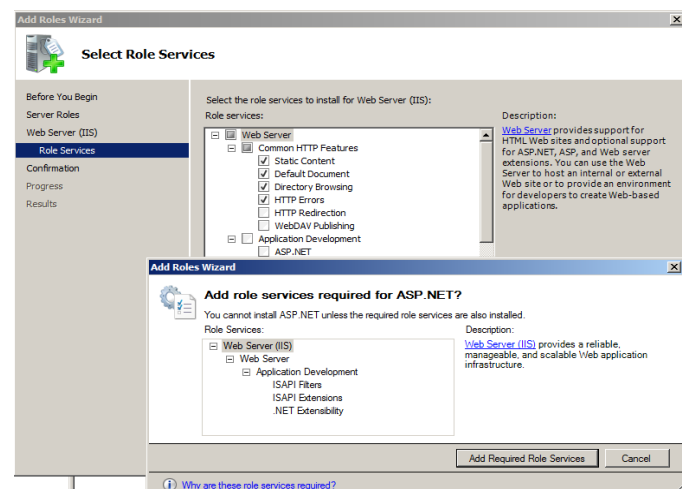 Add Roles Wizard
Select Role Services
Before You Begin
Server Roles
Web Server (IIS)
Role Services
Confirmation
Progress
Results
Select the role services to install for Web Server (IIS):
Role services:
Web Server
Common HTTP Features
Static Content
Default Document
Directory Browsing
HTTP Errors
HTTP Redirection
WebDAV Publishing
Application Development
ASP.NET
Description:
Web Server provides support for
HTML Web sites and optional support
for ASP.NET, ASP, and Web server
extensions. You can use the Web
Server to host an internal or external
Web site or to provide an environment
for developers to create Web-based
applications.
Add Roles Wizard
Add role services required for ASP.NET?
You cannot install ASP.NET unless the required role services are also installed.
Role Services:
Web Server (IIS)
Web Server
Application Development
ISAPI Filters
ISAPI Extensions
.NET Extensibility
Description:
Web Server (IIS) provides a reliable,
manageable, and scalable Web application
infrastructure.
Add Required Role Services
Cancel
Why are these role services required?